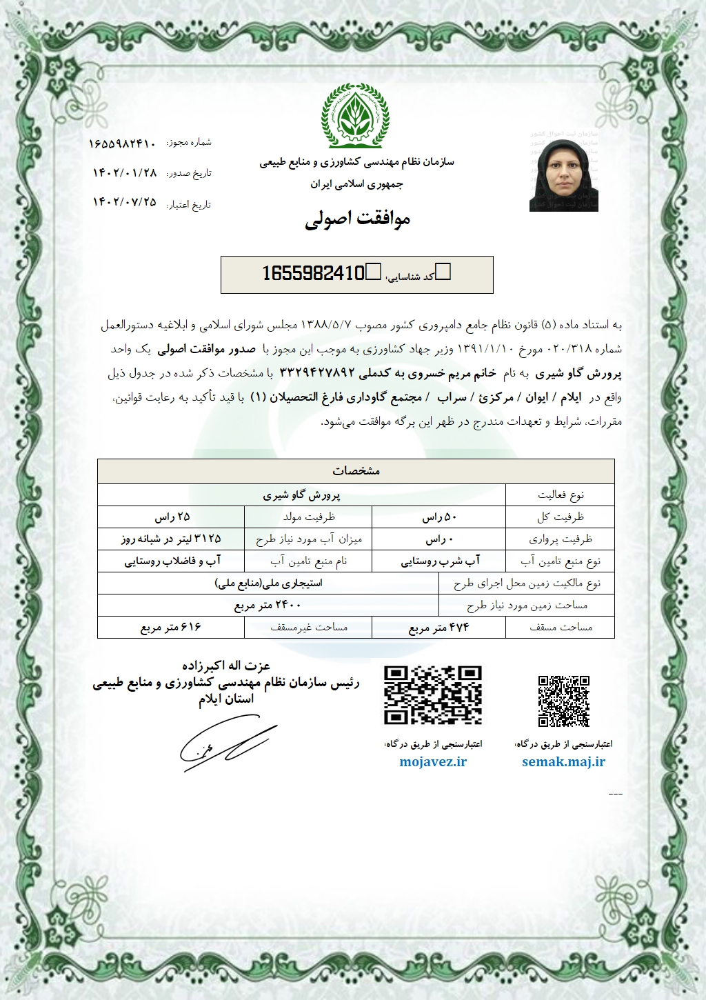 سازمان نظام مهندسی کشاورزی و منابع طبیعی
جمهوری اسلامی ایران
موافقت اصولی
شماره مجوز: ۱۶۵۵۹۸۲۴۱۰
تاریخ صدور: ۱۴۰۲/۰۱/۲۸
تاریخ اعتبار: ۱۴۰۲/۰۷/۲۵
کد شناسایی: 1655982410
به استناد ماده (۵) قانون نظام جامع دامپروری کشور مصوب ۱۳۸۸/۵/۷ مجلس شورای اسلامی و ابلاغیه دستورالعمل
شماره ۰۲۰/۳۱۸ مورخ ۱۳۹۱/۱/۱۰ وزیر جهاد کشاورزی به موجب این مجوز با صدور موافقت اصولی یک واحد
پرورش گاو شیری به نام خانم مریم خسروی به کدملی ۳۳۲۹۴۲۷۸۹۲ با مشخصات ذکر شده در جدول ذیل
واقع در ایلام / ایوان / مرکزئ / سراب / مجتمع گاوداری فارغ التحصیلان (۱) با قید تأکید به رعایت قوانین،
مقررات، شرایط و تعهدات مندرج در ظهر این برگه موافقت می‌شود.
مشخصات
نوع فعالیت پرورش گاو شیری
ظرفیت کل ۵۰ راس ظرفیت مولد ۲۵ راس
ظرفیت پرواری ۰ راس میزان آب مورد نیاز طرح ۳۱۲۵ لیتر در شبانه روز
نوع منبع تامین آب آب شرب روستایی نام منبع تامین آب آب و فاضلاب روستایی
نوع مالکیت زمین محل اجرای طرح استیجاری ملی(منابع ملی)
مساحت زمین مورد نیاز طرح ۲۴۰۰ متر مربع
مساحت مسقف ۴۷۴ متر مربع مساحت غیرمسقف ۶۱۶ متر مربع
عزت اله اکبرزاده
رئیس سازمان نظام مهندسی کشاورزی و منابع طبیعی
استان ایلام
اعتبارسنجی از طریق درگاه:
semak.maj.ir
اعتبارسنجی از طریق درگاه:
mojavez.ir
---